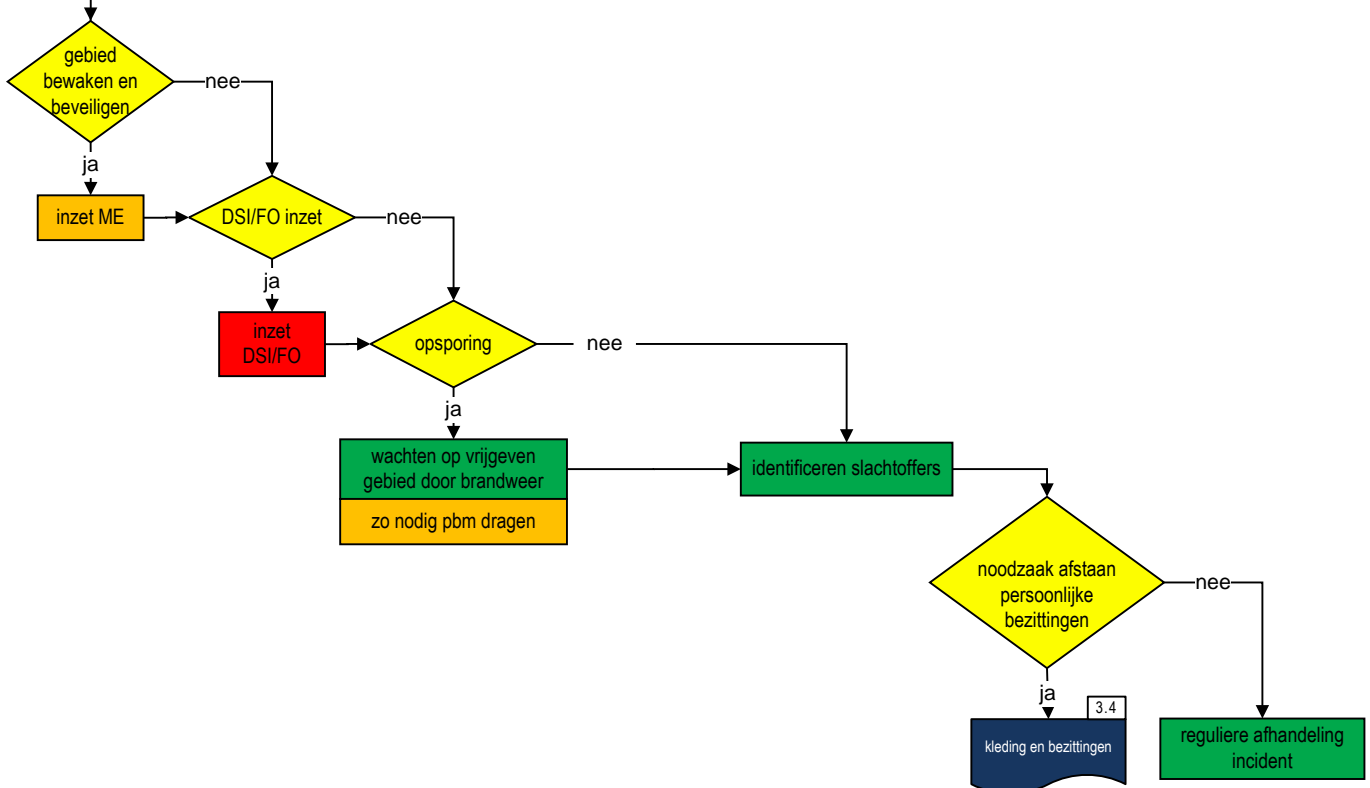 gebied
bewaken en
beveiligen
nee
ja
inzet ME
DSI/FO inzet
nee
ja
inzet
DSI/FO
opsporing
nee
ja
wachten op vrijgeven
gebied door brandweer
zo nodig pbm dragen
identificeren slachtoffers
noodzaak afstaan
persoonlijke
bezittingen
nee
ja
3.4
kleding en bezittingen
reguliere afhandeling
incident